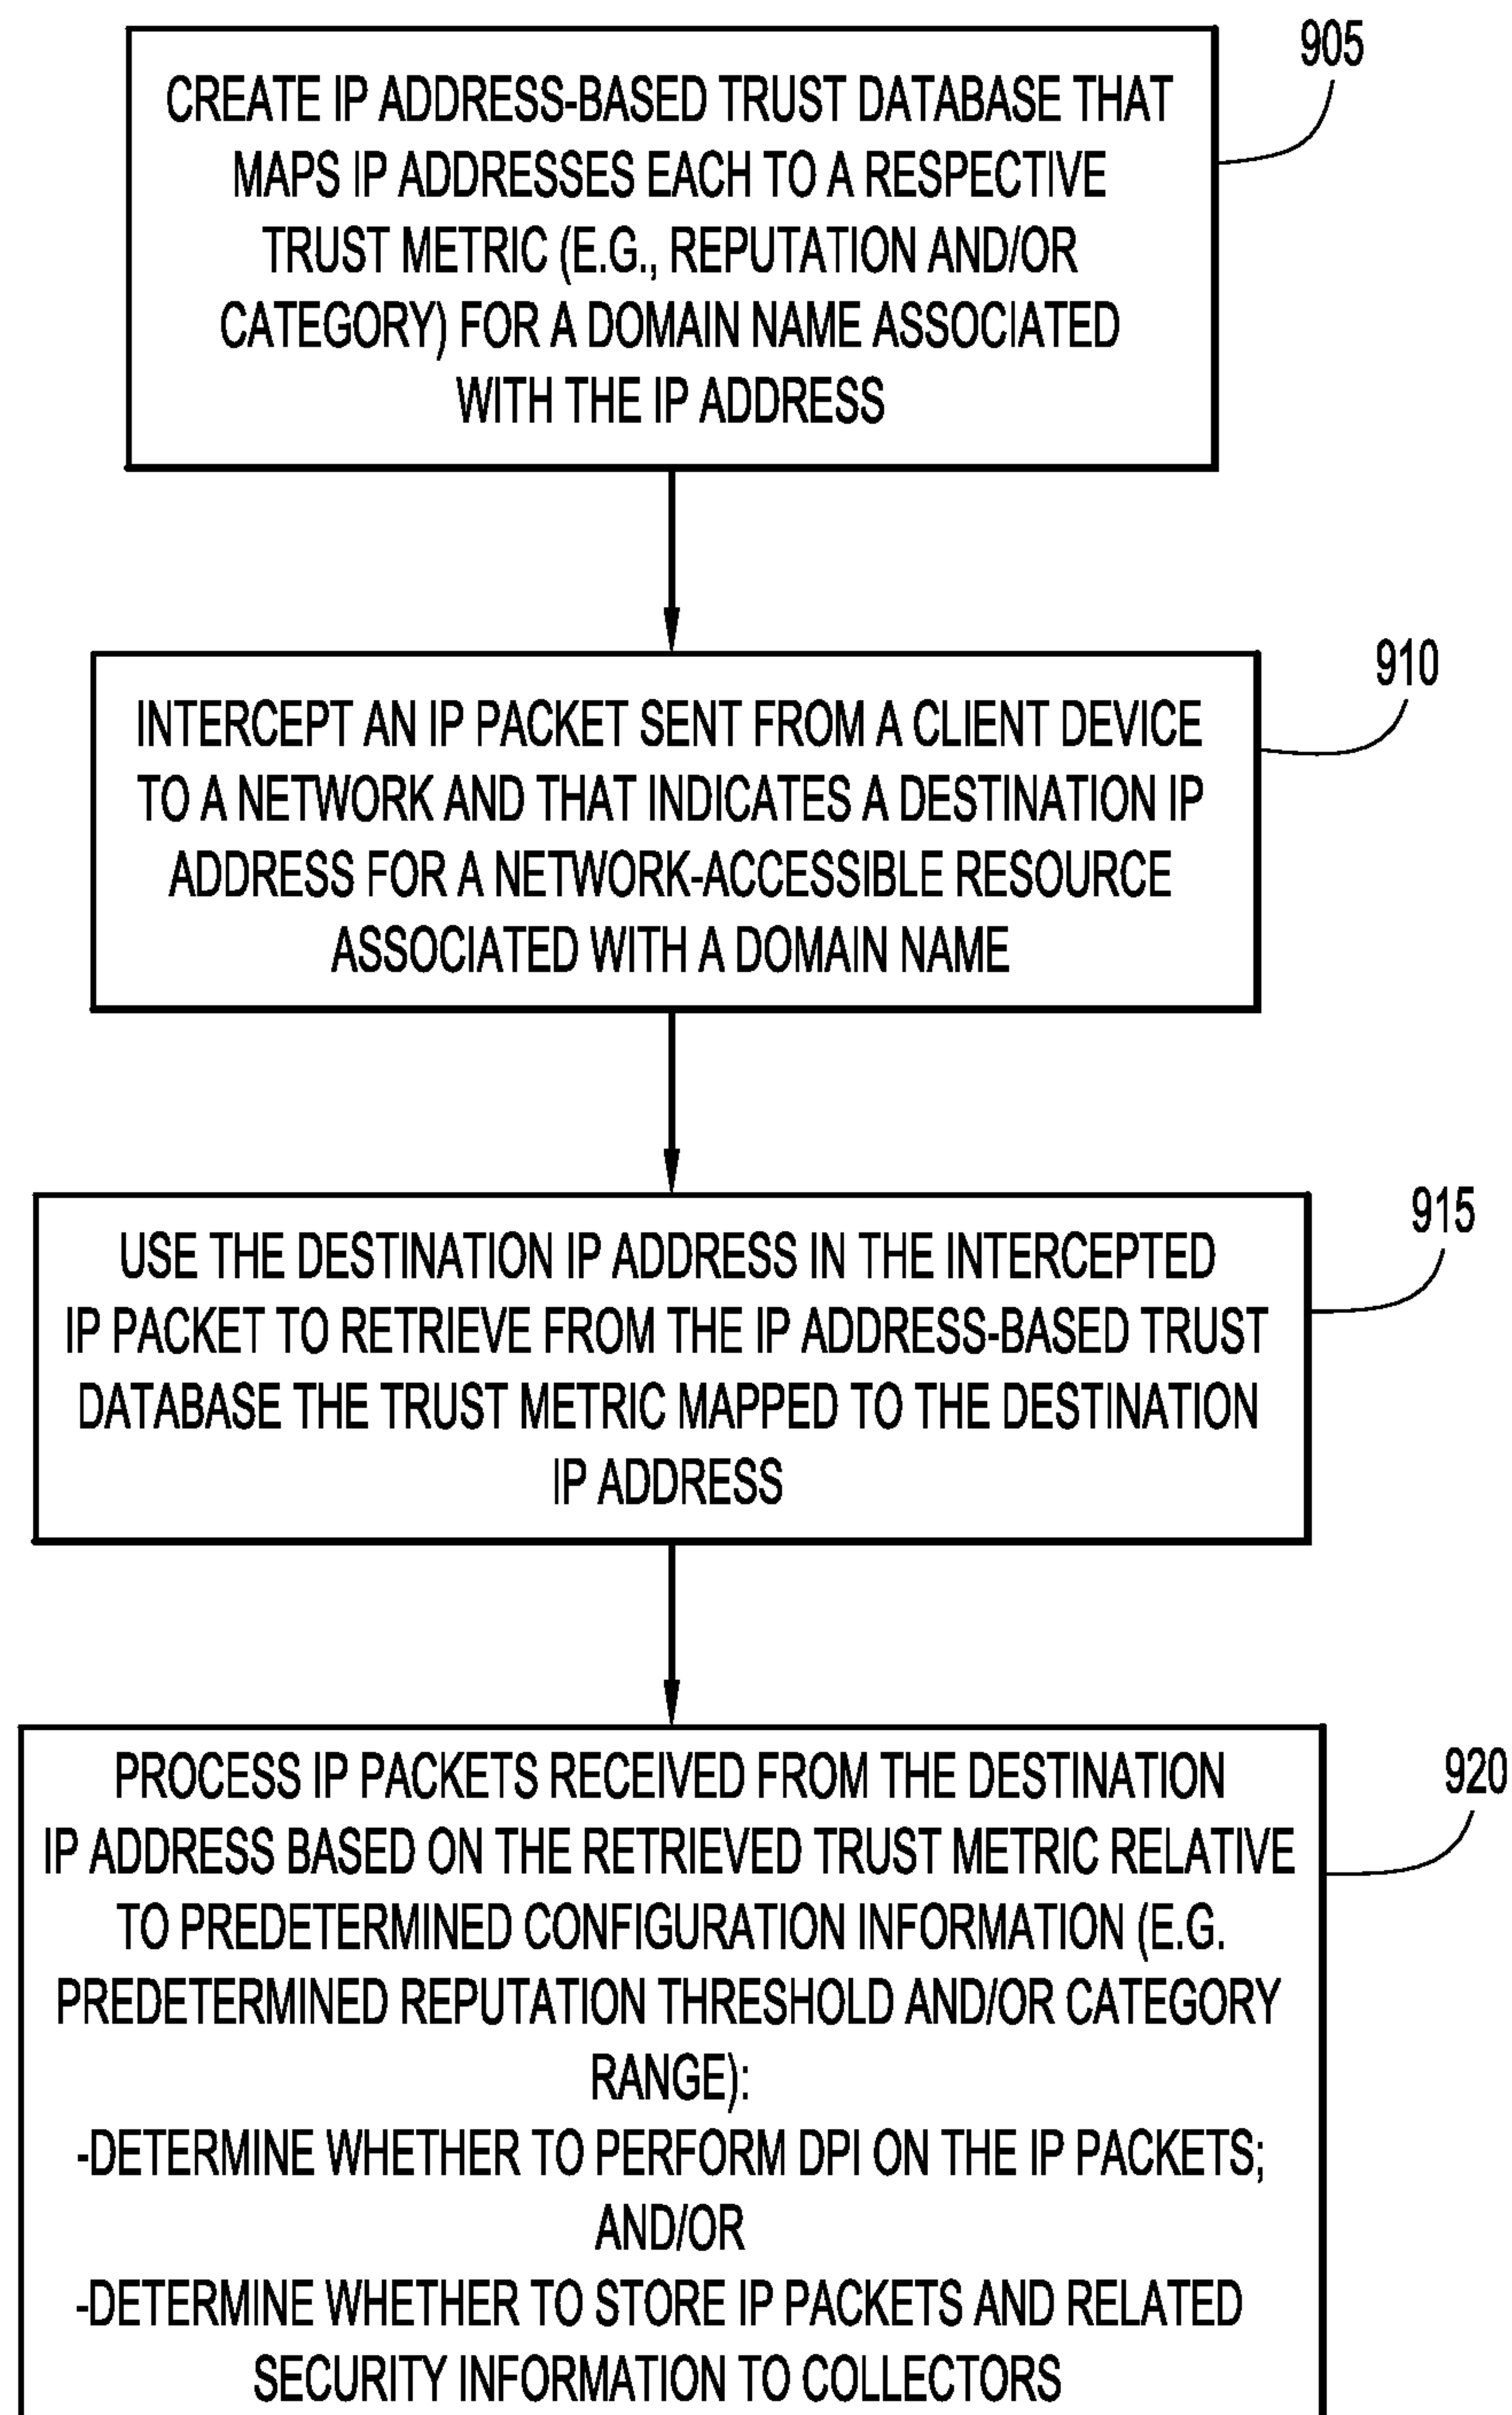 905
CREATE IP ADDRESS-BASED TRUST DATABASE THAT
MAPS IP ADDRESSES EACH TO A RESPECTIVE
TRUST METRIC (E.G., REPUTATION AND/OR
CATEGORY) FOR A DOMAIN NAME ASSOCIATED
WITH THE IP ADDRESS
910
INTERCEPT AN IP PACKET SENT FROM A CLIENT DEVICE
TO A NETWORK AND THAT INDICATES A DESTINATION IP
ADDRESS FOR A NETWORK-ACCESSIBLE RESOURCE
ASSOCIATED WITH A DOMAIN NAME
915
USE THE DESTINATION IP ADDRESS IN THE INTERCEPTED
IP PACKET TO RETRIEVE FROM THE IP ADDRESS-BASED TRUST
DATABASE THE TRUST METRIC MAPPED TO THE DESTINATION
IP ADDRESS
920
PROCESS IP PACKETS RECEIVED FROM THE DESTINATION
IP ADDRESS BASED ON THE RETRIEVED TRUST METRIC RELATIVE
TO PREDETERMINED CONFIGURATION INFORMATION (E.G.
PREDETERMINED REPUTATION THRESHOLD AND/OR CATEGORY
RANGE):
-DETERMINE WHETHER TO PERFORM DPI ON THE IP PACKETS;
AND/OR
-DETERMINE WHETHER TO STORE IP PACKETS AND RELATED
SECURITY INFORMATION TO COLLECTORS